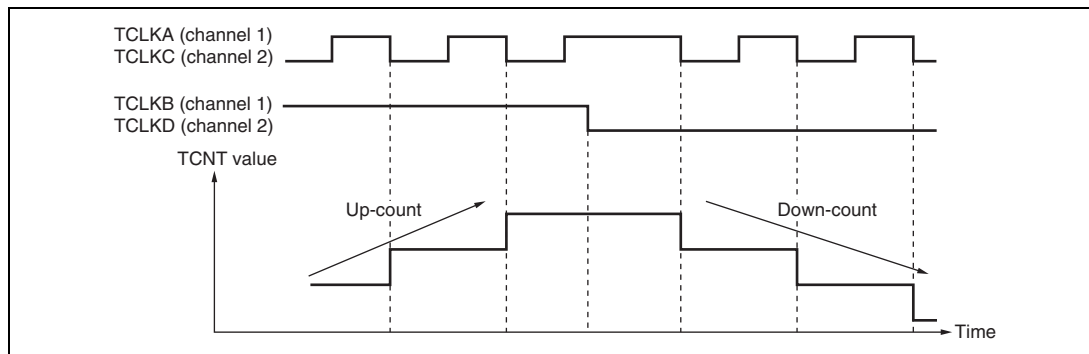 TCLKA (channel 1)
TCLKC (channel 2)
TCLKB (channel 1)
TCLKD (channel 2)
TCNT value
Up-count
Down-count
Time